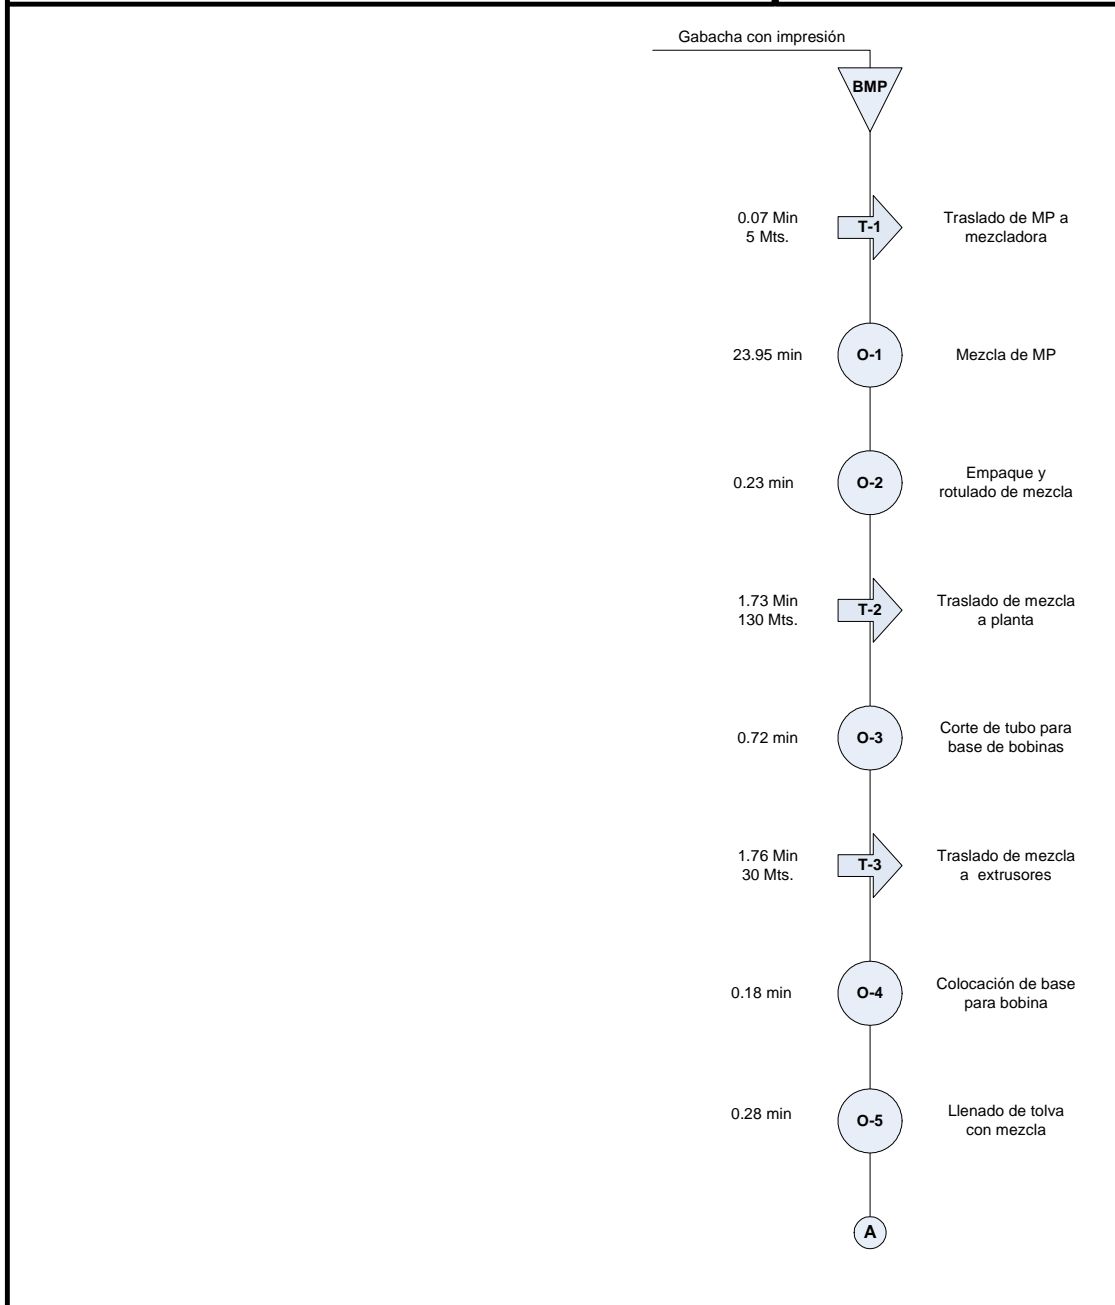 Gabacha con impresión
BMP
0.07 Min
5 Mts.
T-1
Traslado de MP a
mezcladora
23.95 min
O-1
Mezcla de MP
0.23 min
O-2
Empaque y
rotulado de mezcla
1.73 Min
130 Mts.
T-2
Traslado de mezcla
a planta
0.72 min
O-3
Corte de tubo para
base de bobinas
1.76 Min
30 Mts.
T-3
Traslado de mezcla
a extrusores
0.18 min
O-4
Colocación de base
para bobina
0.28 min
O-5
Llenado de tolva
con mezcla
A